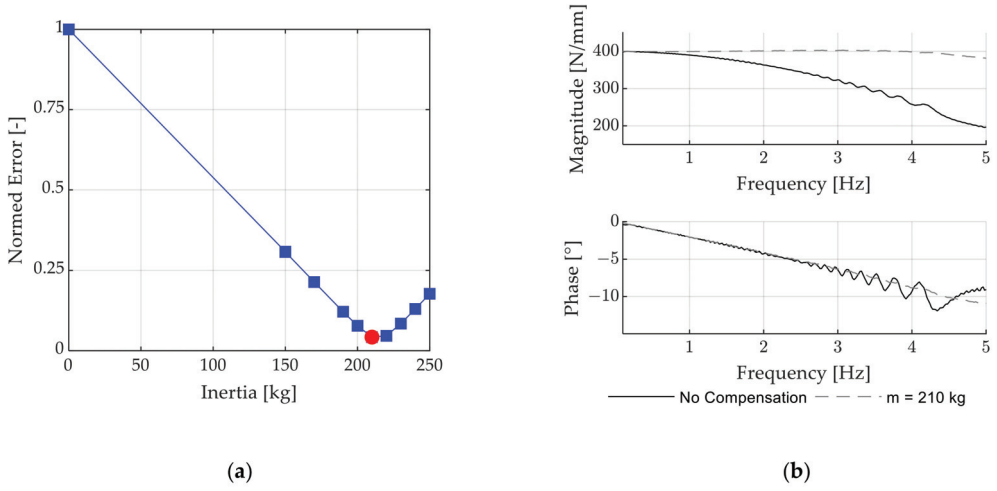 1
0.75
0.5
0.25
0
Normed Error [-]
0 50 100 150 200 250
Inertia [kg]
(a)
400
300
200
Magnitude [N/mm]
1 2 3 4 5
Frequency [Hz]
0
−5
−10
Phase [°]
1 2 3 4 5
Frequency [Hz]
No Compensation m = 210 kg
(b)